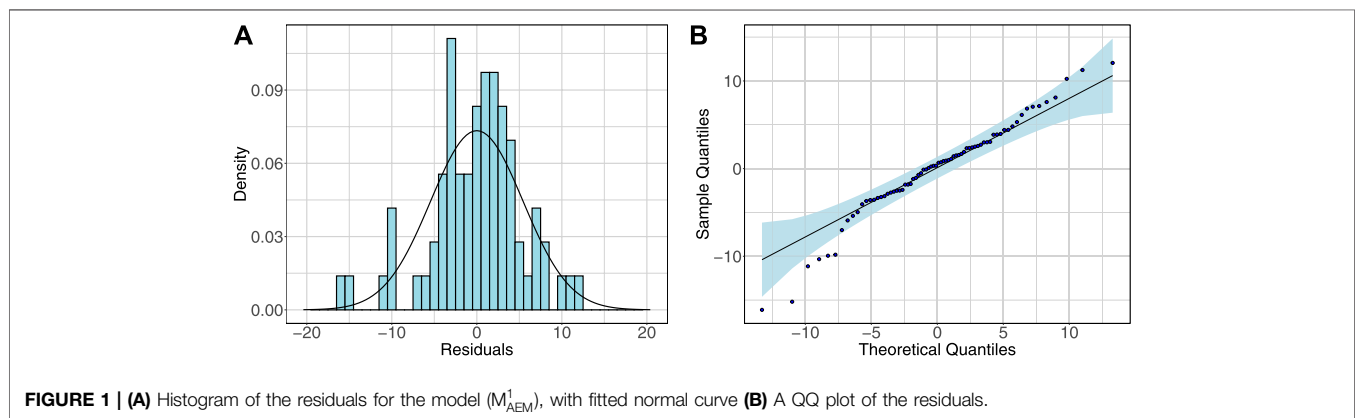 A
B
Density
0.09
0.06
0.03
0.00
−20
−10
0
10
20
Residuals
Sample Quantiles
10
0
−10
−10
−5
0
5
10
Theoretical Quantiles
FIGURE 1 | (A) Histogram of the residuals for the model (M¹AEM), with fitted normal curve (B) A QQ plot of the residuals.